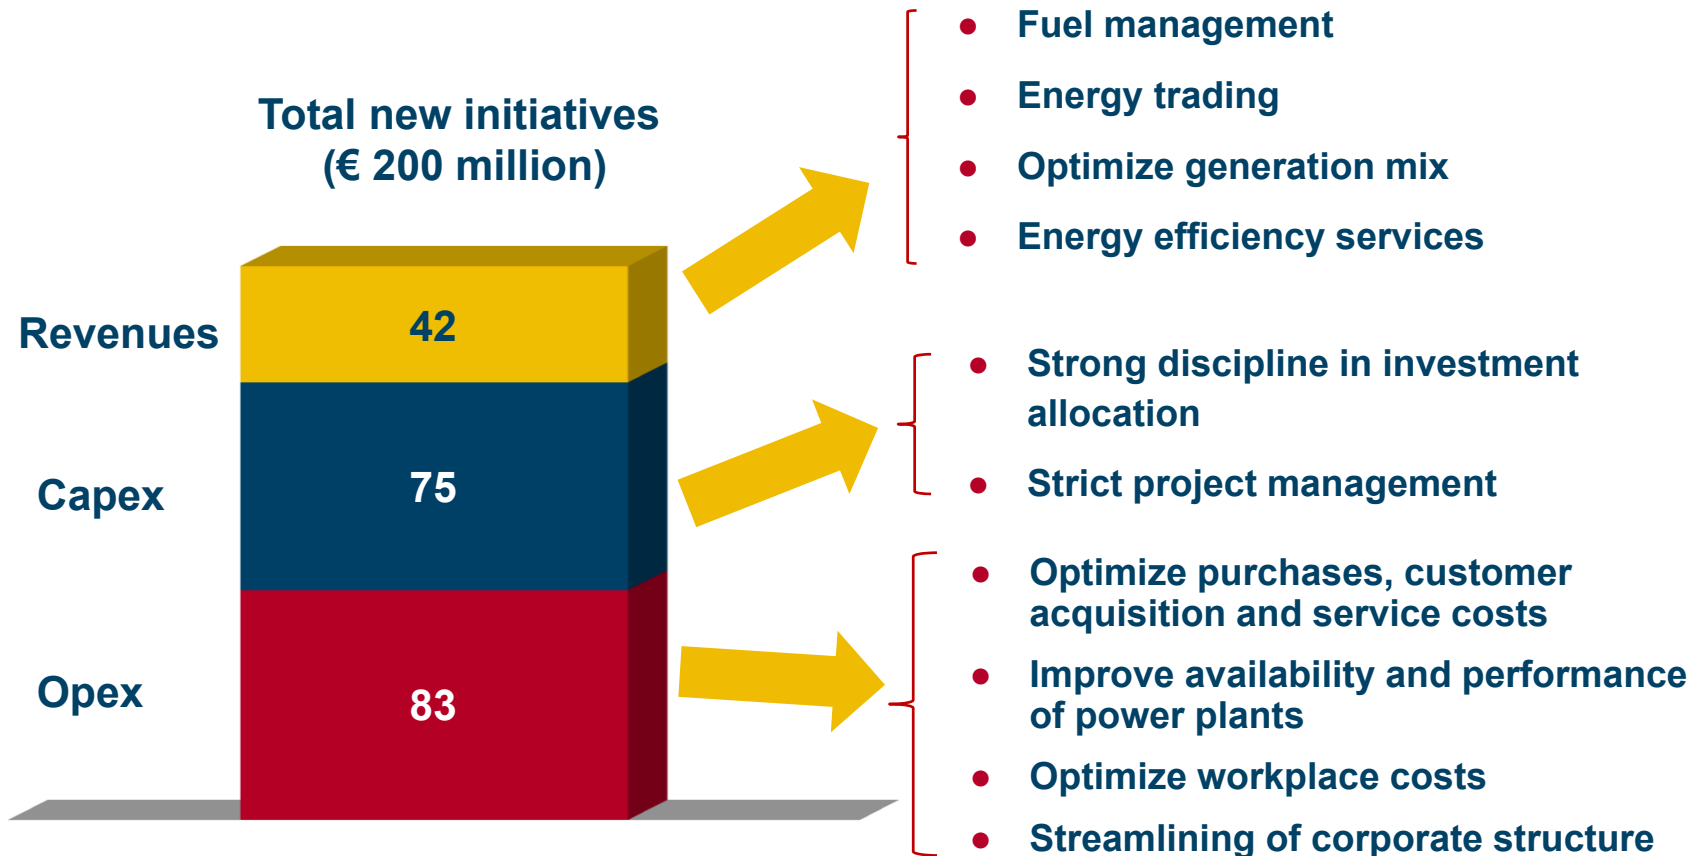 Total new initiatives
(€ 200 million)
Revenues
42
Capex
75
Opex
83
● Fuel management
● Energy trading
● Optimize generation mix
● Energy efficiency services
● Strong discipline in investment
allocation
● Strict project management
● Optimize purchases, customer
acquisition and service costs
● Improve availability and performance
of power plants
● Optimize workplace costs
● Streamlining of corporate structure